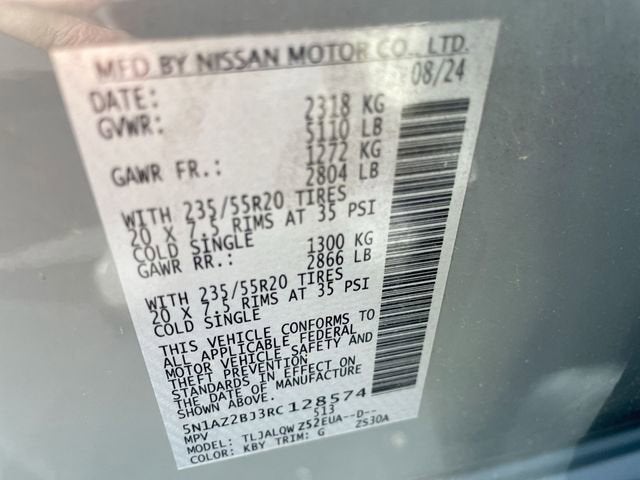 MFD BY NISSAN MOTOR CO., LTD.
DATE: 08/24
GVWR: 2318 KG
5110 LB
GAWR FR.: 1272 KG
2804 LB
WITH 235/55R20 TIRES
20 X 7.5 RIMS AT 35 PSI
COLD SINGLE
GAWR RR.: 1300 KG
2866 LB
WITH 235/55R20 TIRES
20 X 7.5 RIMS AT 35 PSI
COLD SINGLE
THIS VEHICLE CONFORMS TO
ALL APPLICABLE FEDERAL
MOTOR VEHICLE SAFETY AND
THEFT PREVENTION
STANDARDS IN EFFECT ON
THE DATE OF MANUFACTURE
SHOWN ABOVE.
5N1AZ2BJ3RC128574
MPV 513
MODEL: TLJALQW Z52EUA--D--
COLOR: KBY TRIM: G ZS30A